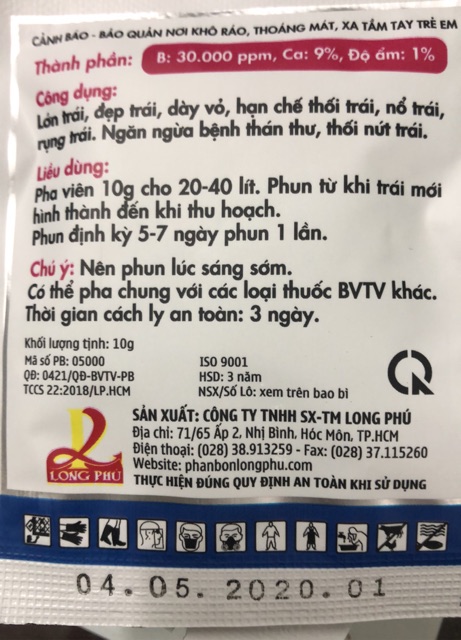 CẢNH BÁO - BẢO QUẢN NƠI KHÔ RÁO, THOÁNG MÁT, XA TẦM TAY TRẺ EM
Thành phần: B: 30.000 ppm, Ca: 9%, Độ ẩm: 1%
Công dụng:
Lớn trái, đẹp trái, dày vỏ, hạn chế thối trái, nổ trái,
rụng trái. Ngăn ngừa bệnh thán thư, thối nứt trái.
Liều dùng:
Pha viên 10g cho 20-40 lít. Phun từ khi trái mới
hình thành đến khi thu hoạch.
Phun định kỳ 5-7 ngày phun 1 lần.
Chú ý: Nên phun lúc sáng sớm.
Có thể pha chung với các loại thuốc BVTV khác.
Thời gian cách ly an toàn: 3 ngày.
Khối lượng tịnh: 10g
Mã số PB: 05000 ISO 9001
QĐ: 0421/QĐ-BVTV-PB HSD: 3 năm
TCCS 22:2018/LP.HCM NSX/Số Lô: xem trên bao bì
SẢN XUẤT: CÔNG TY TNHH SX-TM LONG PHÚ
Địa chỉ: 71/65 Ấp 2, Nhị Bình, Hóc Môn, TP.HCM
Điện thoại: (028) 38.913259 - Fax: (028) 37.115260
Website: phanbonlongphu.com
LONG PHÚ THỰC HIỆN ĐÚNG QUY ĐỊNH AN TOÀN KHI SỬ DỤNG
04.05.2020.01